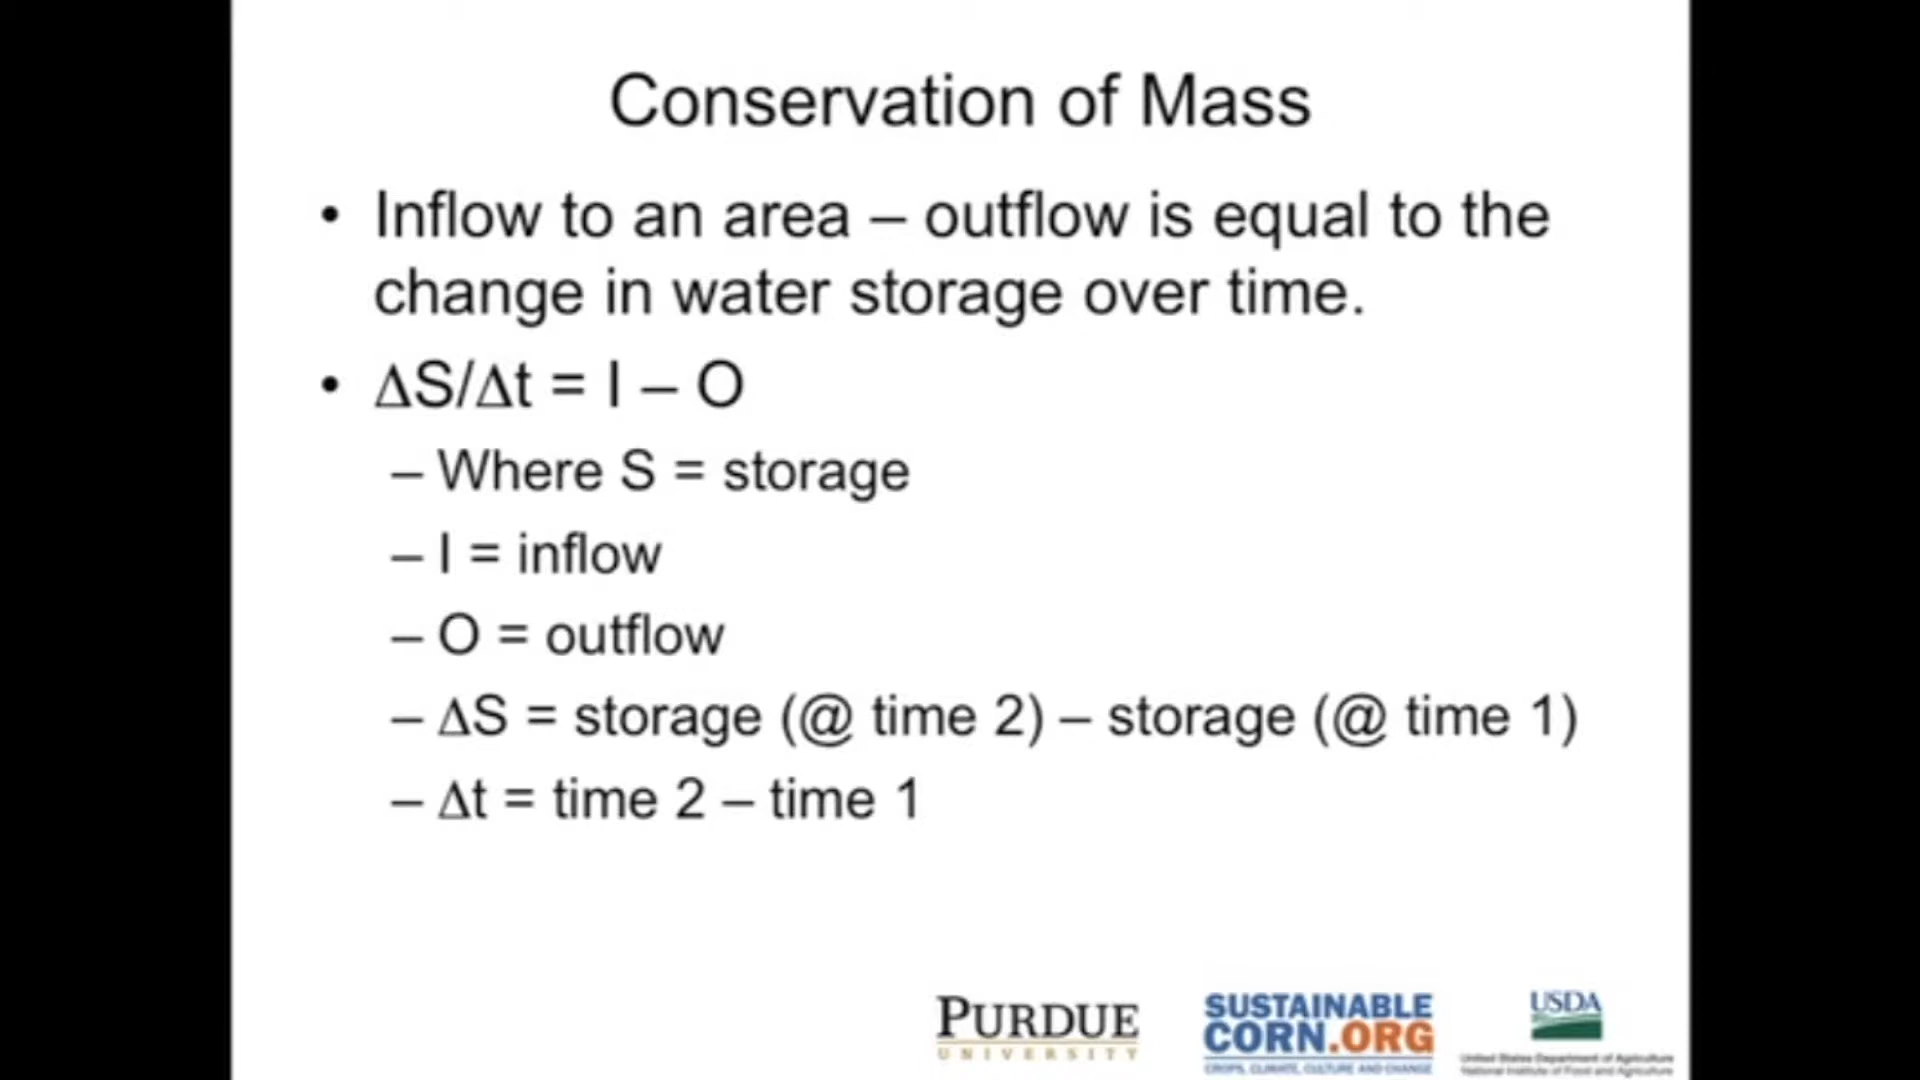 Conservation of Mass
• Inflow to an area – outflow is equal to the
change in water storage over time.
• ΔS/Δt = I – O
– Where S = storage
– I = inflow
– O = outflow
– ΔS = storage (@ time 2) – storage (@ time 1)
– Δt = time 2 – time 1
PURDUE
UNIVERSITY
SUSTAINABLE
CORN.ORG
CROPS, CLIMATE, CULTURE AND CHANGE
USDA
United States Department of Agriculture
National Institute of Food and Agriculture